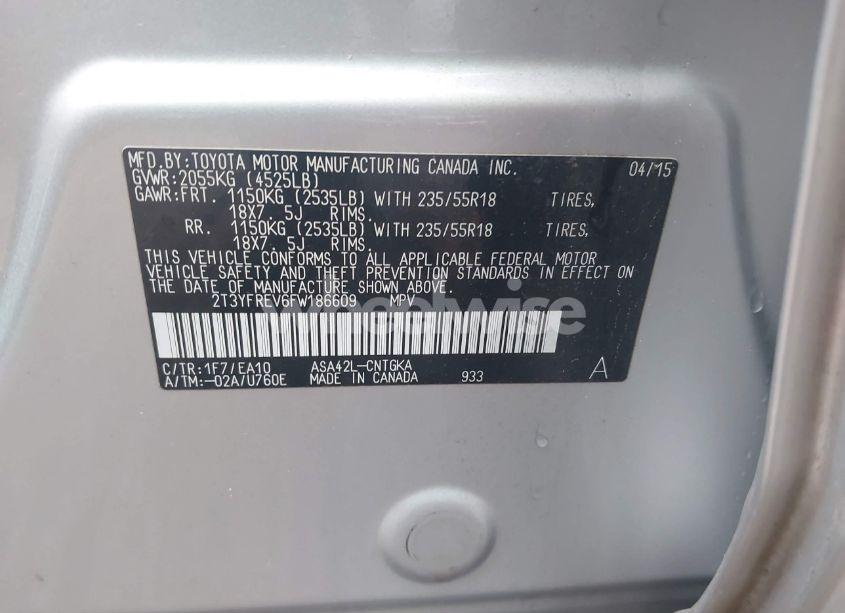 MFD.BY:TOYOTA MOTOR MANUFACTURING CANADA INC. 04/15
GVWR:2055KG (4525LB)
GAWR:FRT. 1150KG (2535LB) WITH 235/55R18 TIRES,
18X7.5J RIMS.
RR. 1150KG (2535LB) WITH 235/55R18 TIRES,
18X7.5J RIMS.
THIS VEHICLE CONFORMS TO ALL APPLICABLE FEDERAL MOTOR
VEHICLE SAFETY AND THEFT PREVENTION STANDARDS IN EFFECT ON
THE DATE OF MANUFACTURE SHOWN ABOVE.
2T3YFREV6FW186609 MPV
wheelwise
C/TR:1F7/EA10 ASA42L-CNTGKA
A/TM:-02A/U760E MADE IN CANADA 933 A